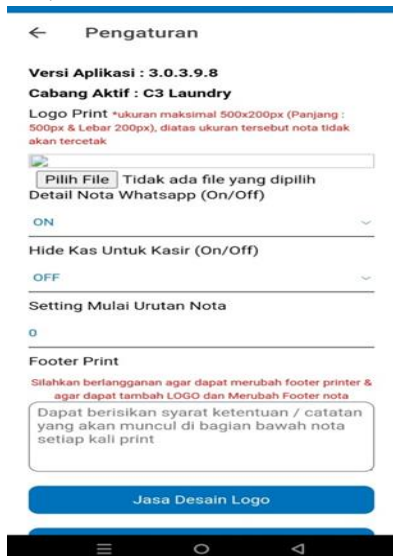 ← Pengaturan
Versi Aplikasi : 3.0.3.9.8
Cabang Aktif : C3 Laundry
Logo Print *ukuran maksimal 500x200px (Panjang :
500px & Lebar 200px), diatas ukuran tersebut nota tidak
akan tercetak
Pilih File Tidak ada file yang dipilih
Detail Nota Whatsapp (On/Off)
ON
Hide Kas Untuk Kasir (On/Off)
OFF
Setting Mulai Urutan Nota
0
Footer Print
Silahkan berlangganan agar dapat merubah footer printer &
agar dapat tambah LOGO dan Merubah Footer nota
Dapat berisikan syarat ketentuan / catatan
yang akan muncul di bagian bawah nota
setiap kali print
Jasa Desain Logo